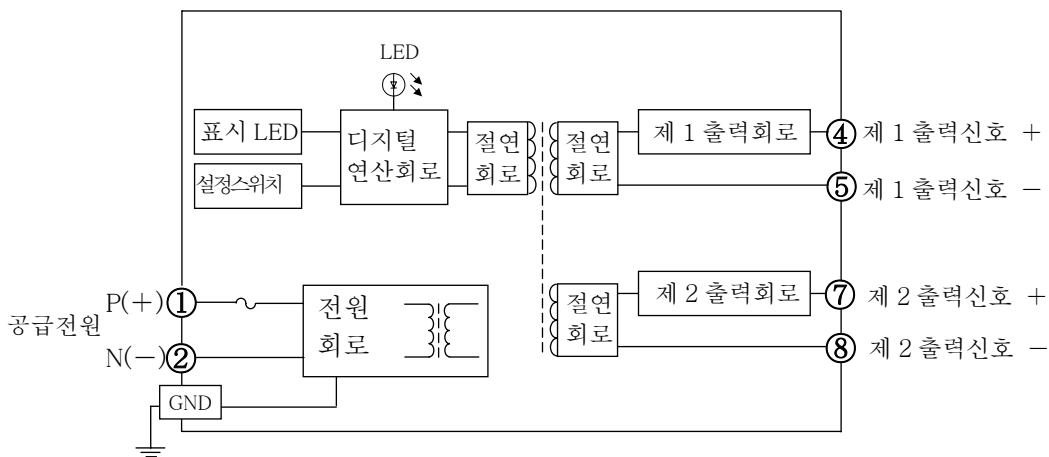 LED
표시 LED
설정스위치
디지털
연산회로
절연
회로
절연
회로
제 1 출력회로
④ 제 1 출력신호 +
⑤ 제 1 출력신호 −
절연
회로
제 2 출력회로
⑦ 제 2 출력신호 +
⑧ 제 2 출력신호 −
공급전원
P(+) ①
N(−) ②
전원
회로
GND